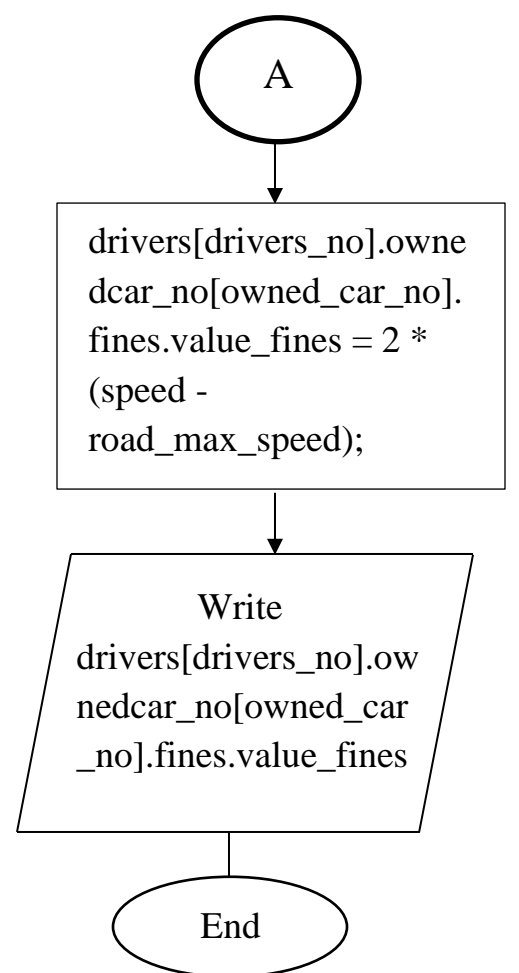 A
drivers[drivers_no].owne
dcar_no[owned_car_no].
fines.value_fines = 2 *
(speed -
road_max_speed);
Write
drivers[drivers_no].ow
nedcar_no[owned_car
_no].fines.value_fines
End